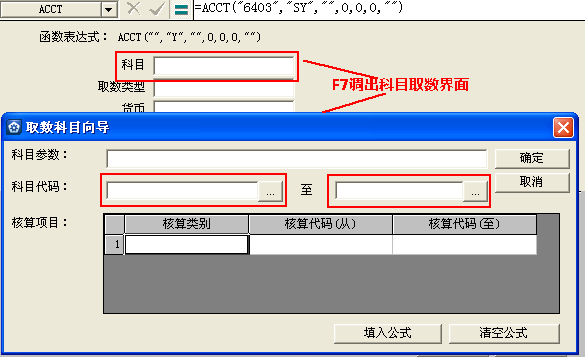 ACCT
=ACCT("6403","SY","",0,0,0,"")
函数表达式： ACCT("","Y","",0,0,0,"")
科目
取数类型
货币
F7调出科目取数界面
取数科目向导
科目参数：
确定
科目代码：
...
至
...
取消
核算项目：
核算类别 核算代码(从) 核算代码(至)
1
填入公式 清空公式